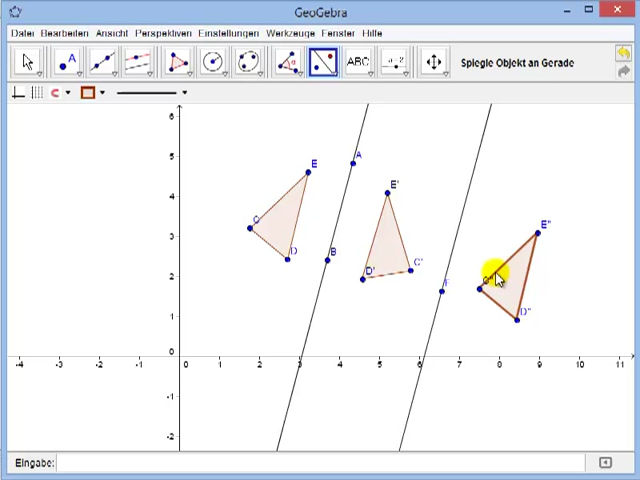 GeoGebra
Datei Bearbeiten Ansicht Perspektiven Einstellungen Werkzeuge Fenster Hilfe
A α ABC a=2 Spiegle Objekt an Gerade
6
E A
5
4 E'
C E"
3
D B
2 D' C' F C"
1 D"
0
-4 -3 -2 -1 0 1 2 3 4 5 6 7 8 9 10 11
-1
-2
Eingabe: